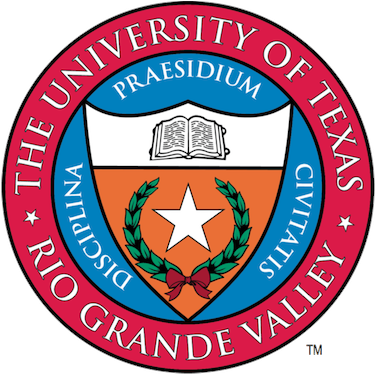 THE UNIVERSITY OF TEXAS
RIO GRANDE VALLEY
DISCIPLINA
PRAESIDIUM
CIVITATIS
TM